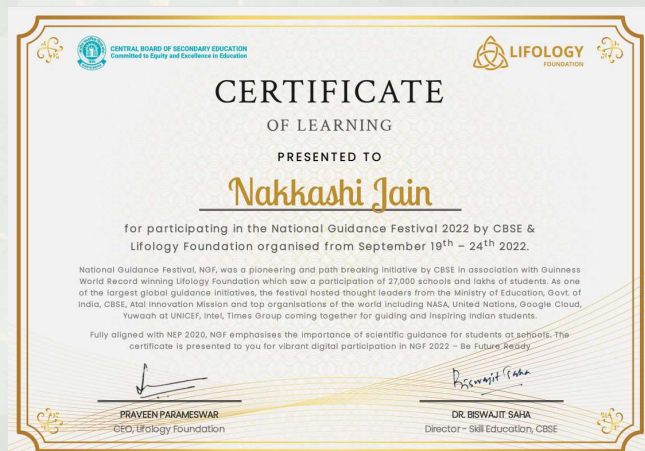 CENTRAL BOARD OF SECONDARY EDUCATION
Committed to Equity and Excellence in Education
LIFOLOGY
FOUNDATION
CERTIFICATE
OF LEARNING
PRESENTED TO
Nakkashi Jain
for participating in the National Guidance Festival 2022 by CBSE &
Lifology Foundation organised from September 19th – 24th 2022.
National Guidance Festival, NGF, was a pioneering and path breaking initiative by CBSE in association with Guinness
World Record winning Lifology Foundation which saw a participation of 27,000 schools and lakhs of students. As one
of the largest global guidance initiatives, the festival hosted thought leaders from the Ministry of Education, Govt. of
India, CBSE, Atal Innovation Mission and top organisations of the world including NASA, United Nations, Google Cloud,
Yuwaah at UNICEF, Intel, Times Group coming together for guiding and inspiring Indian students.
Fully aligned with NEP 2020, NGF emphasises the importance of scientific guidance for students at schools. The
certificate is presented to you for vibrant digital participation in NGF 2022 – Be Future Ready
Biswajit Saha
PRAVEEN PARAMESWAR
CEO, Lifology Foundation
DR. BISWAJIT SAHA
Director - Skill Education, CBSE